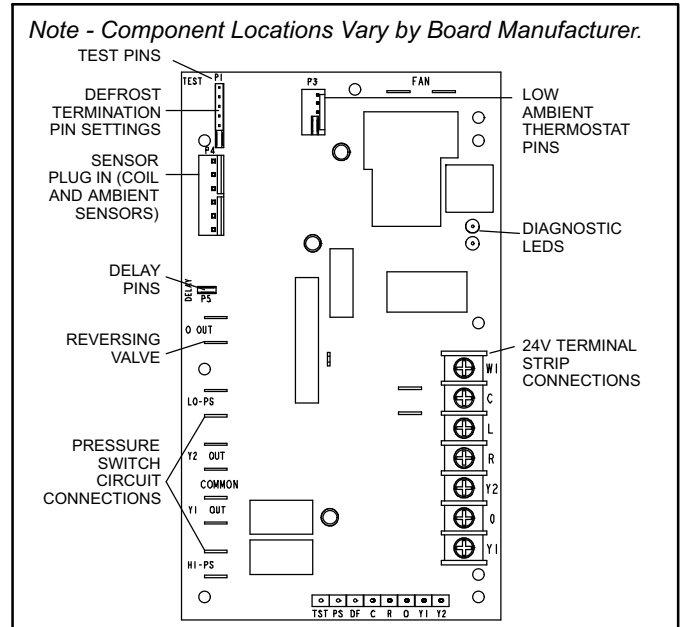 Note - Component Locations Vary by Board Manufacturer.
TEST PINS
TEST P1
P3
FAN
DEFROST
TERMINATION
PIN SETTINGS
LOW
AMBIENT
THERMOSTAT
PINS
P4
SENSOR
PLUG IN (COIL
AND AMBIENT
SENSORS)
DIAGNOSTIC
LEDS
DELAY
PINS
DELAY
P5
O OUT
REVERSING
VALVE
24V TERMINAL
STRIP
CONNECTIONS
W1
C
L
R
Y2
O
Y1
LO-PS
PRESSURE
SWITCH
CIRCUIT
CONNECTIONS
Y2 OUT
COMMON
Y1 OUT
HI-PS
TST PS DF C R O Y1 Y2